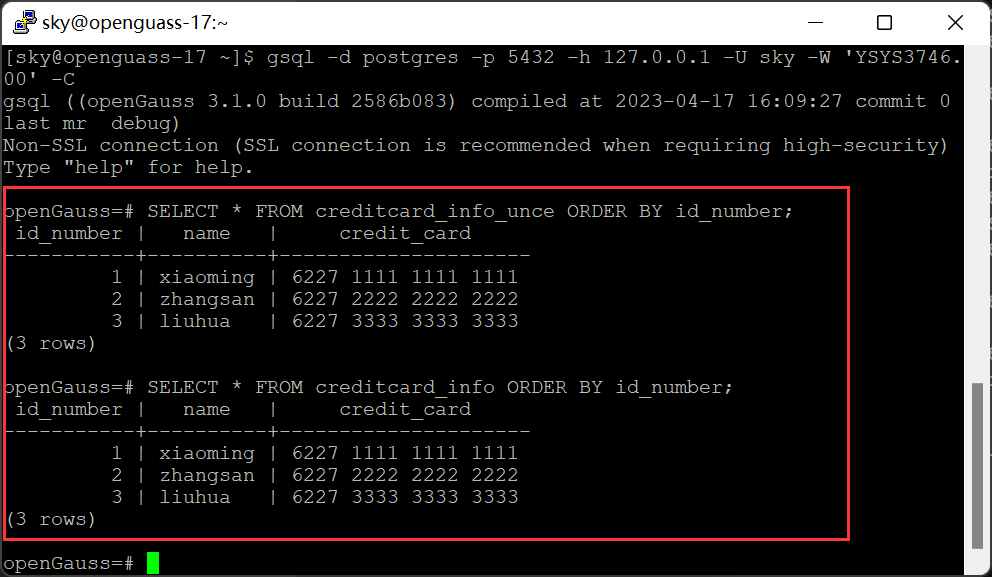 sky@openguass-17:~
[sky@openguass-17 ~]$ gsql -d postgres -p 5432 -h 127.0.0.1 -U sky -W 'YSYS3746.
00' -C
gsql ((openGauss 3.1.0 build 2586b083) compiled at 2023-04-17 16:09:27 commit 0
last mr  debug)
Non-SSL connection (SSL connection is recommended when requiring high-security)
Type "help" for help.
openGauss=# SELECT * FROM creditcard_info_unce ORDER BY id_number;
 id_number |   name   |     credit_card
-----------+----------+---------------------
         1 | xiaoming | 6227 1111 1111 1111
         2 | zhangsan | 6227 2222 2222 2222
         3 | liuhua   | 6227 3333 3333 3333
(3 rows)
openGauss=# SELECT * FROM creditcard_info ORDER BY id_number;
 id_number |   name   |     credit_card
-----------+----------+---------------------
         1 | xiaoming | 6227 1111 1111 1111
         2 | zhangsan | 6227 2222 2222 2222
         3 | liuhua   | 6227 3333 3333 3333
(3 rows)
openGauss=#